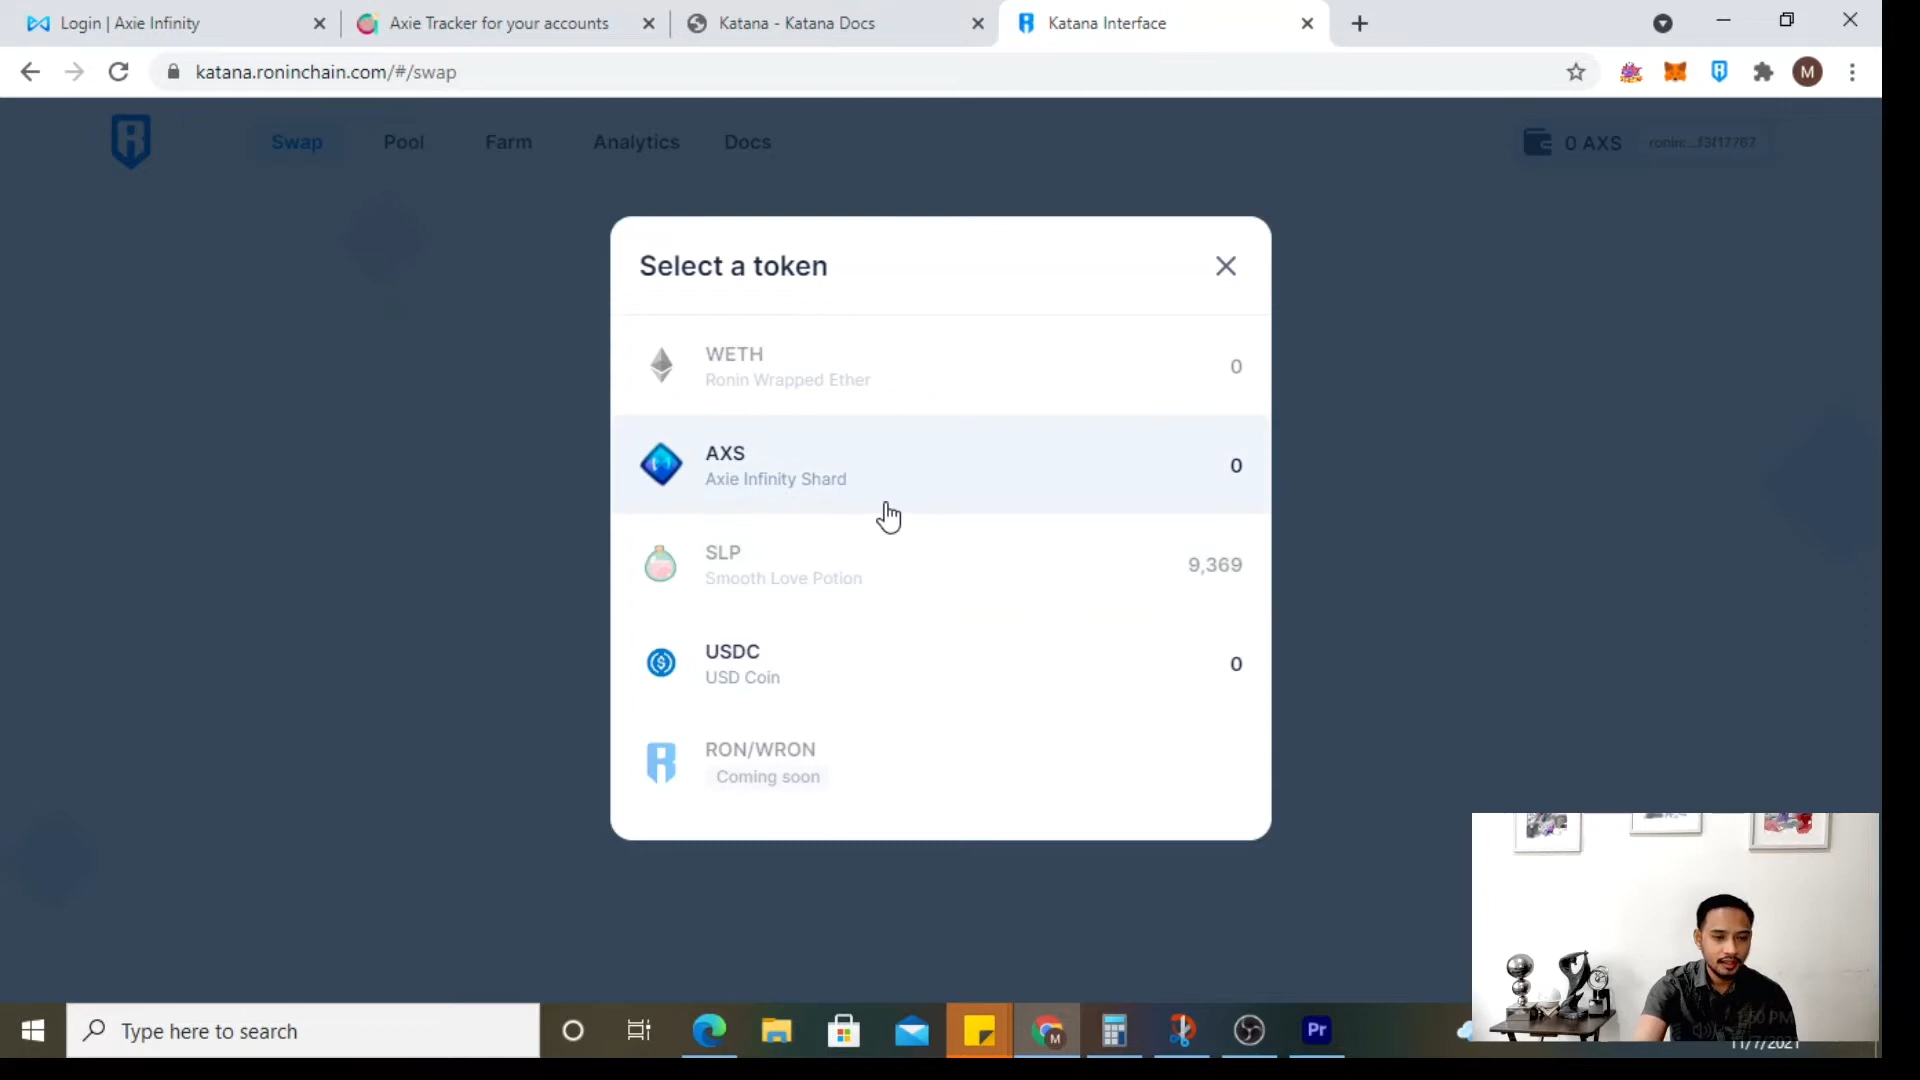 Login | Axie Infinity
Axie Tracker for your accounts
Katana - Katana Docs
Katana Interface
katana.roninchain.com/#/swap
M
Swap
Pool
Farm
Analytics
Docs
0 AXS
ronin:...f3f17767
Select a token
WETH
Ronin Wrapped Ether
0
AXS
Axie Infinity Shard
0
SLP
Smooth Love Potion
9,369
USDC
USD Coin
0
RON/WRON
Coming soon
Type here to search
M
Pr
11/7/2021